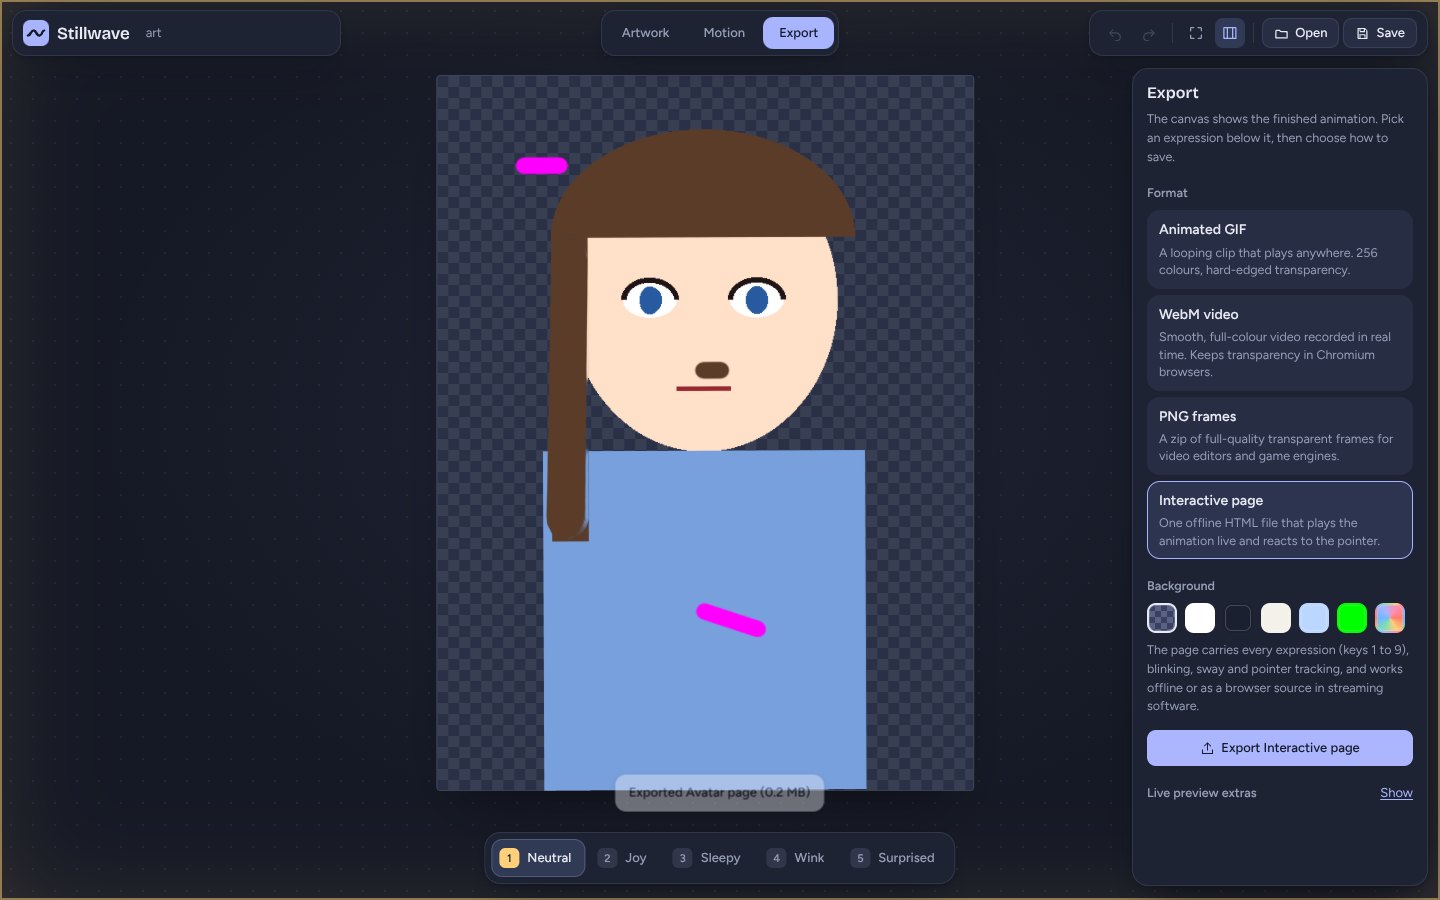 Stillwave art
Artwork Motion Export
Open Save
Export
The canvas shows the finished animation. Pick
an expression below it, then choose how to
save.
Format
Animated GIF
A looping clip that plays anywhere. 256
colours, hard-edged transparency.
WebM video
Smooth, full-colour video recorded in real
time. Keeps transparency in Chromium
browsers.
PNG frames
A zip of full-quality transparent frames for
video editors and game engines.
Interactive page
One offline HTML file that plays the
animation live and reacts to the pointer.
Background
The page carries every expression (keys 1 to 9),
blinking, sway and pointer tracking, and works
offline or as a browser source in streaming
software.
Export Interactive page
Live preview extras Show
Exported Avatar page (0.2 MB)
1 Neutral 2 Joy 3 Sleepy 4 Wink 5 Surprised